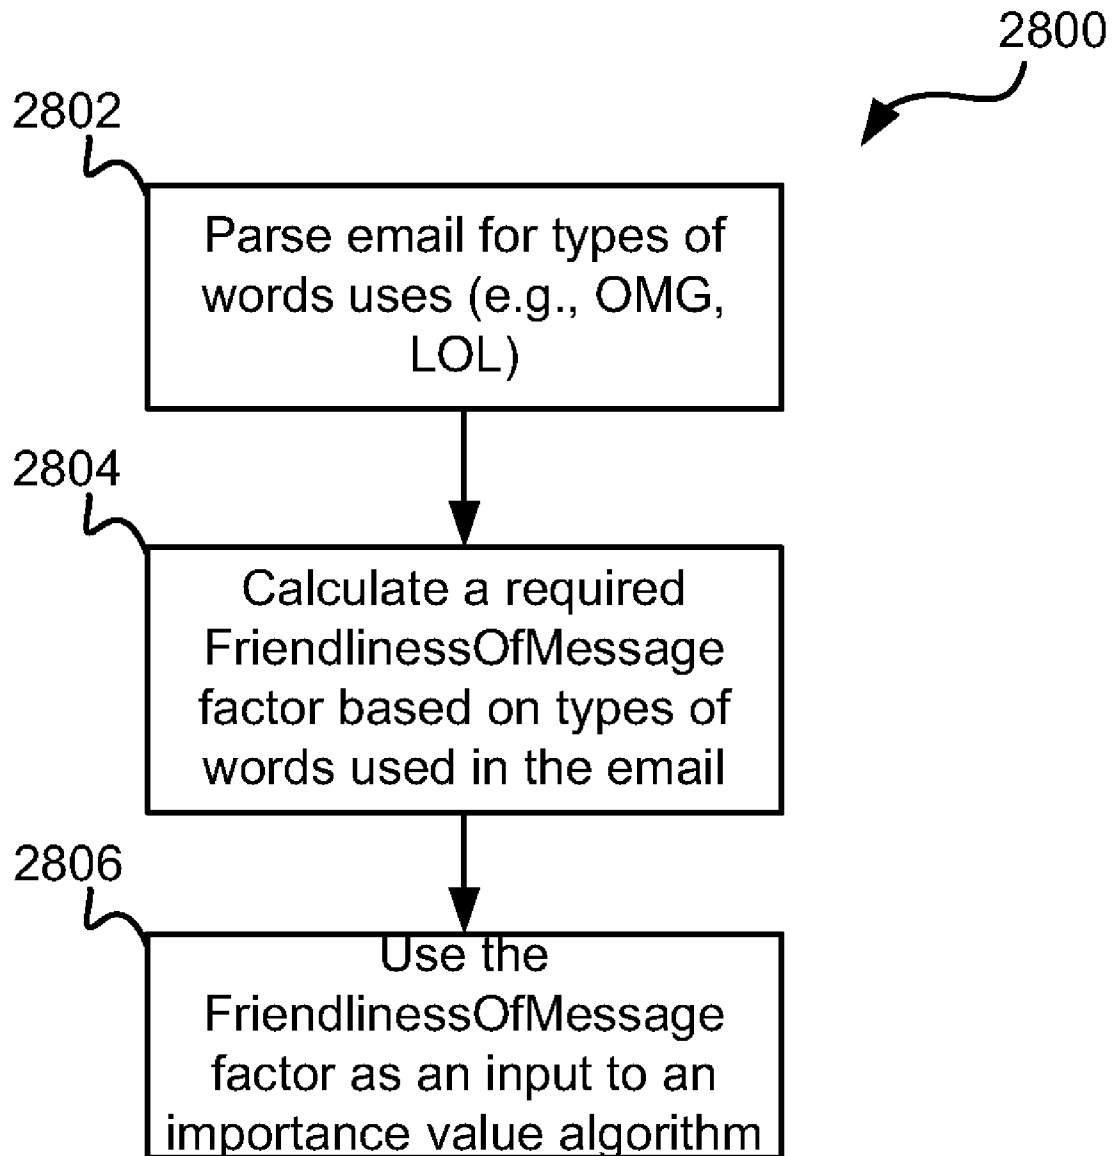 2800
2802
Parse email for types of
words uses (e.g., OMG,
LOL)
2804
Calculate a required
FriendlinessOfMessage
factor based on types of
words used in the email
2806
Use the
FriendlinessOfMessage
factor as an input to an
importance value algorithm